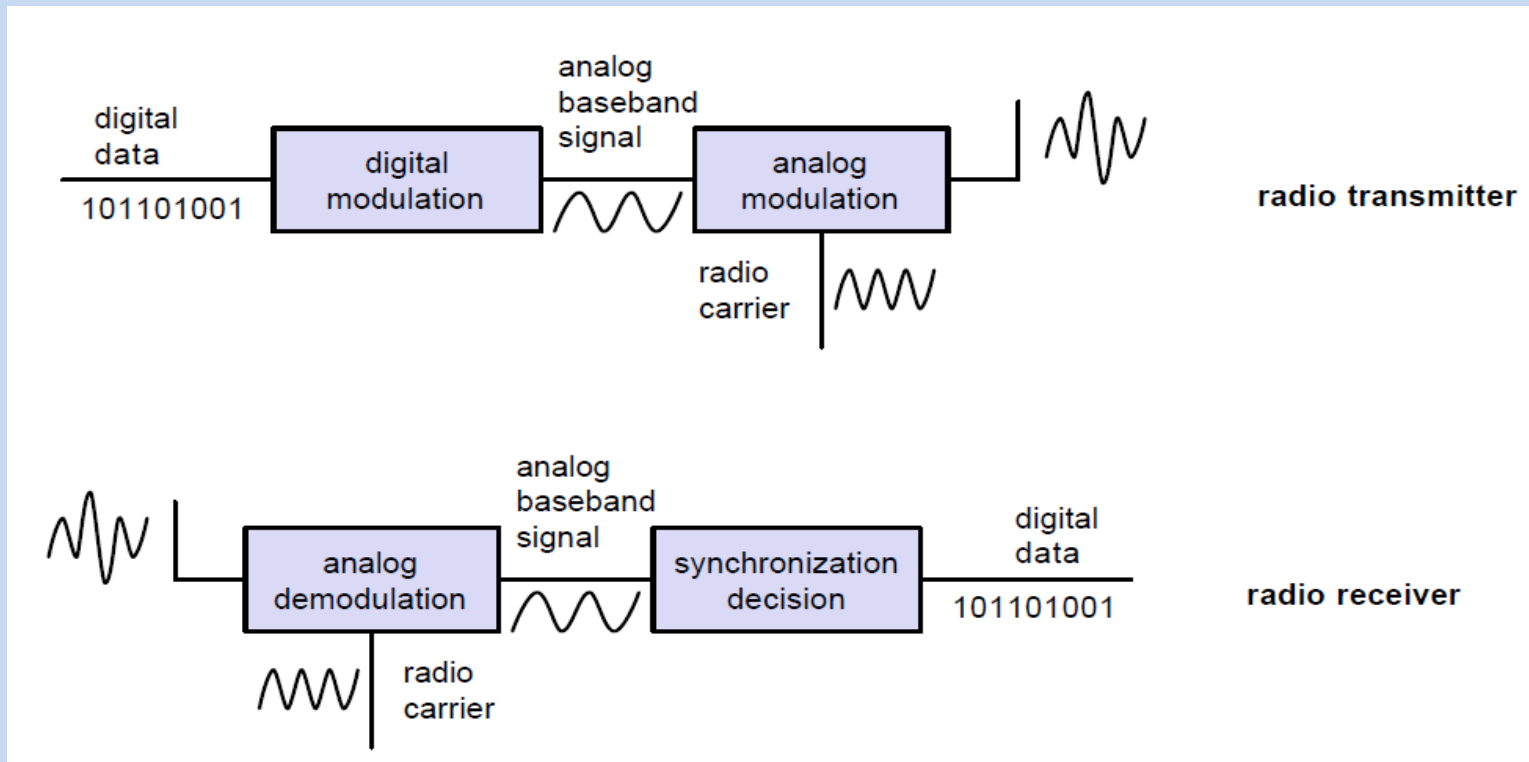 digital
data
101101001
digital
modulation
analog
baseband
signal
analog
modulation
radio
carrier
radio transmitter
analog
demodulation
radio
carrier
analog
baseband
signal
synchronization
decision
digital
data
101101001
radio receiver